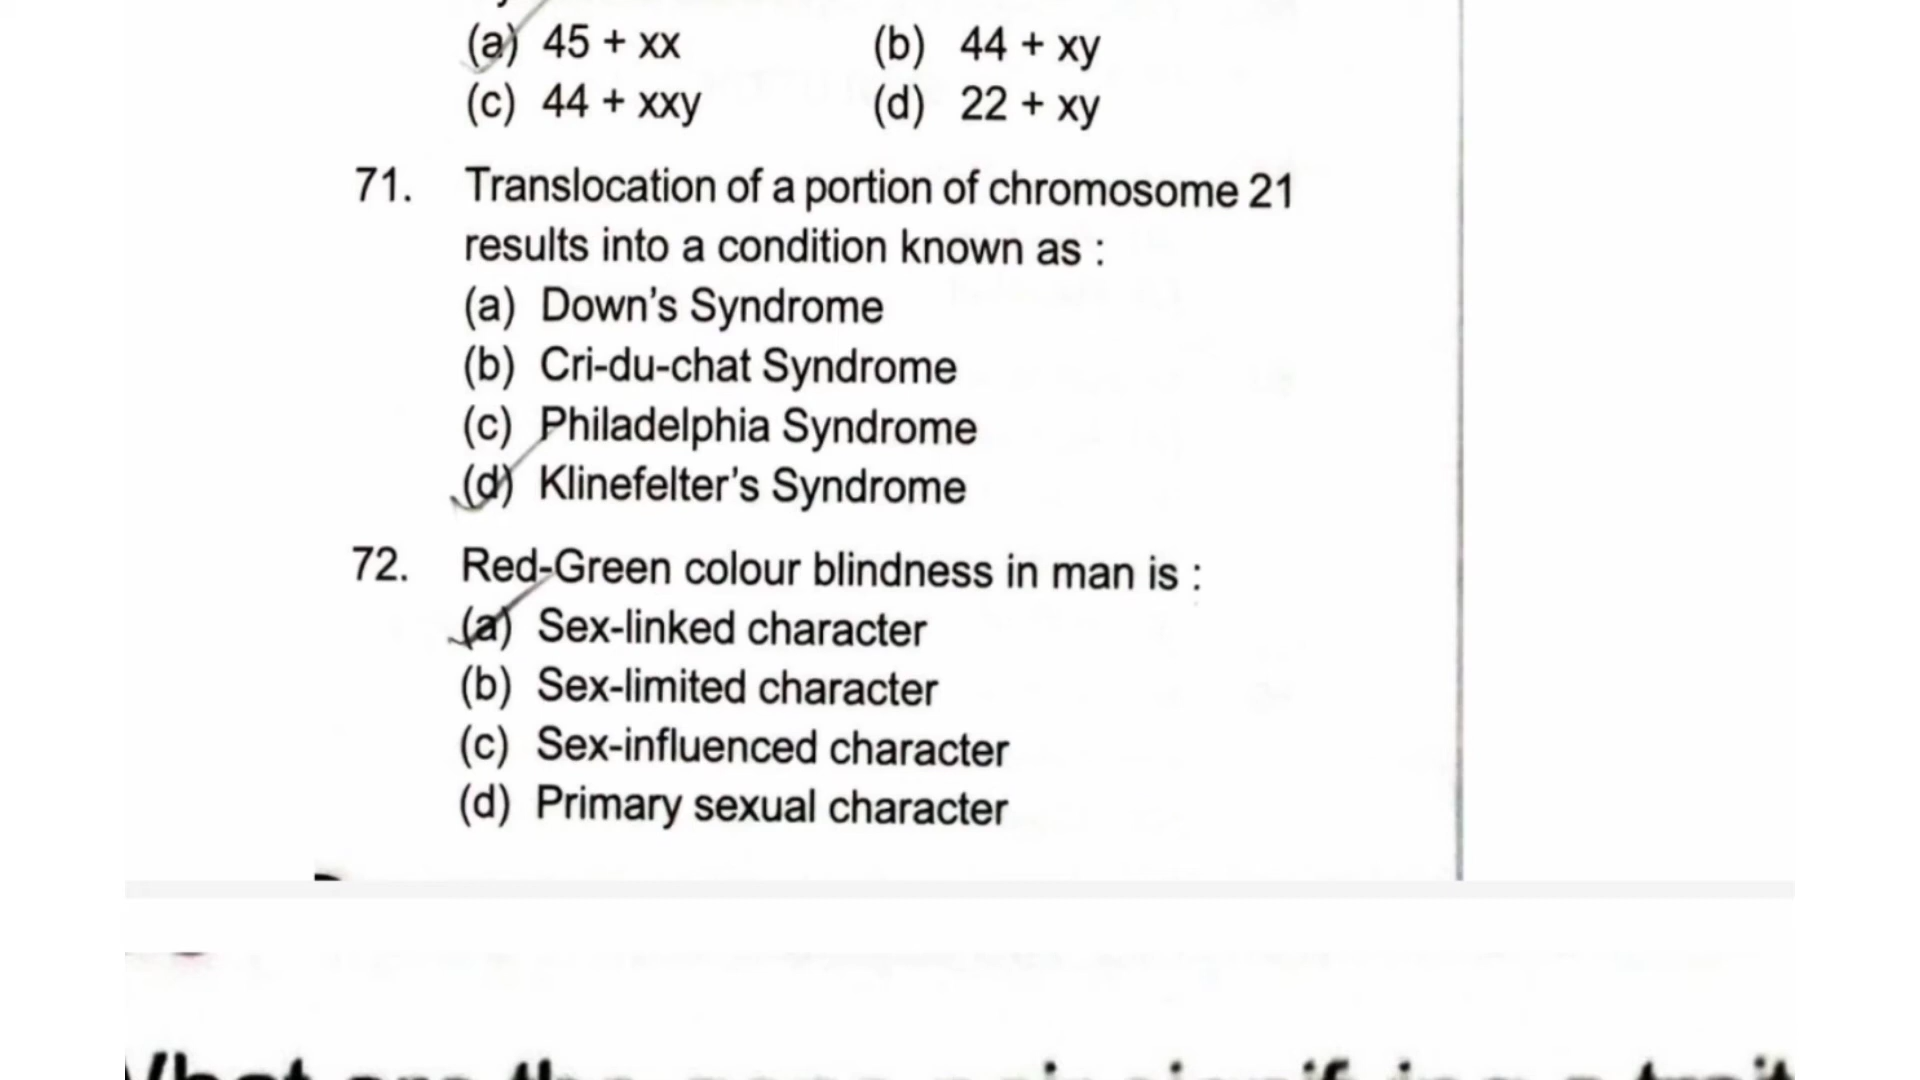 (a) 45 + xx (b) 44 + xy
(c) 44 + xxy (d) 22 + xy
71. Translocation of a portion of chromosome 21
results into a condition known as :
(a) Down's Syndrome
(b) Cri-du-chat Syndrome
(c) Philadelphia Syndrome
(d) Klinefelter's Syndrome
72. Red-Green colour blindness in man is :
(a) Sex-linked character
(b) Sex-limited character
(c) Sex-influenced character
(d) Primary sexual character